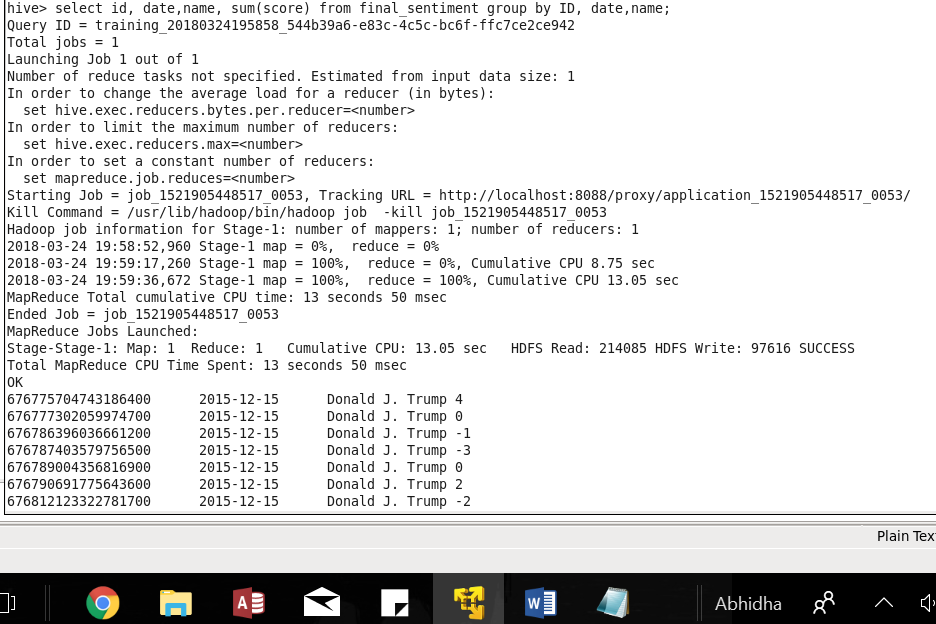 hive> select id, date,name, sum(score) from final_sentiment group by ID, date,name;
Query ID = training_20180324195858_544b39a6-e83c-4c5c-bc6f-ffc7ce2ce942
Total jobs = 1
Launching Job 1 out of 1
Number of reduce tasks not specified. Estimated from input data size: 1
In order to change the average load for a reducer (in bytes):
  set hive.exec.reducers.bytes.per.reducer=<number>
In order to limit the maximum number of reducers:
  set hive.exec.reducers.max=<number>
In order to set a constant number of reducers:
  set mapreduce.job.reduces=<number>
Starting Job = job_1521905448517_0053, Tracking URL = http://localhost:8088/proxy/application_1521905448517_0053/
Kill Command = /usr/lib/hadoop/bin/hadoop job  -kill job_1521905448517_0053
Hadoop job information for Stage-1: number of mappers: 1; number of reducers: 1
2018-03-24 19:58:52,960 Stage-1 map = 0%,  reduce = 0%
2018-03-24 19:59:17,260 Stage-1 map = 100%,  reduce = 0%, Cumulative CPU 8.75 sec
2018-03-24 19:59:36,672 Stage-1 map = 100%,  reduce = 100%, Cumulative CPU 13.05 sec
MapReduce Total cumulative CPU time: 13 seconds 50 msec
Ended Job = job_1521905448517_0053
MapReduce Jobs Launched:
Stage-Stage-1: Map: 1  Reduce: 1   Cumulative CPU: 13.05 sec   HDFS Read: 214085 HDFS Write: 97616 SUCCESS
Total MapReduce CPU Time Spent: 13 seconds 50 msec
OK
676775704743186400      2015-12-15      Donald J. Trump 4
676777302059974700      2015-12-15      Donald J. Trump 0
676786396036661200      2015-12-15      Donald J. Trump -1
676787403579756500      2015-12-15      Donald J. Trump -3
676789004356816900      2015-12-15      Donald J. Trump 0
676790691775643600      2015-12-15      Donald J. Trump 2
676812123322781700      2015-12-15      Donald J. Trump -2
Plain Tex
Abhidha